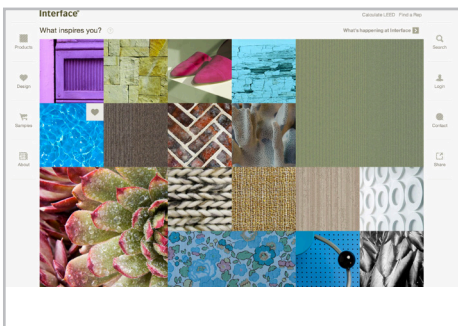 Interface®
Calculate LEED Find a Rep
What inspires you?
What's happening at Interface
Products
Design
Samples
About
Search
Login
Contact
Share